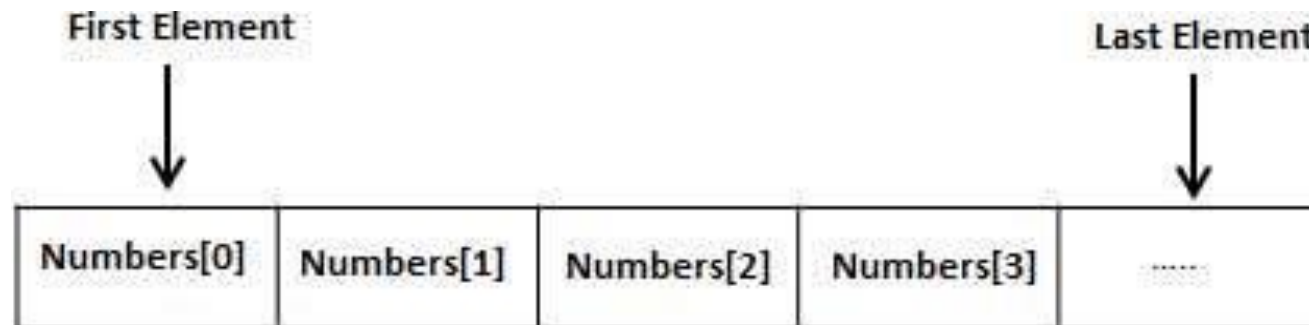 First Element
Last Element
Numbers[0] Numbers[1] Numbers[2] Numbers[3] ......